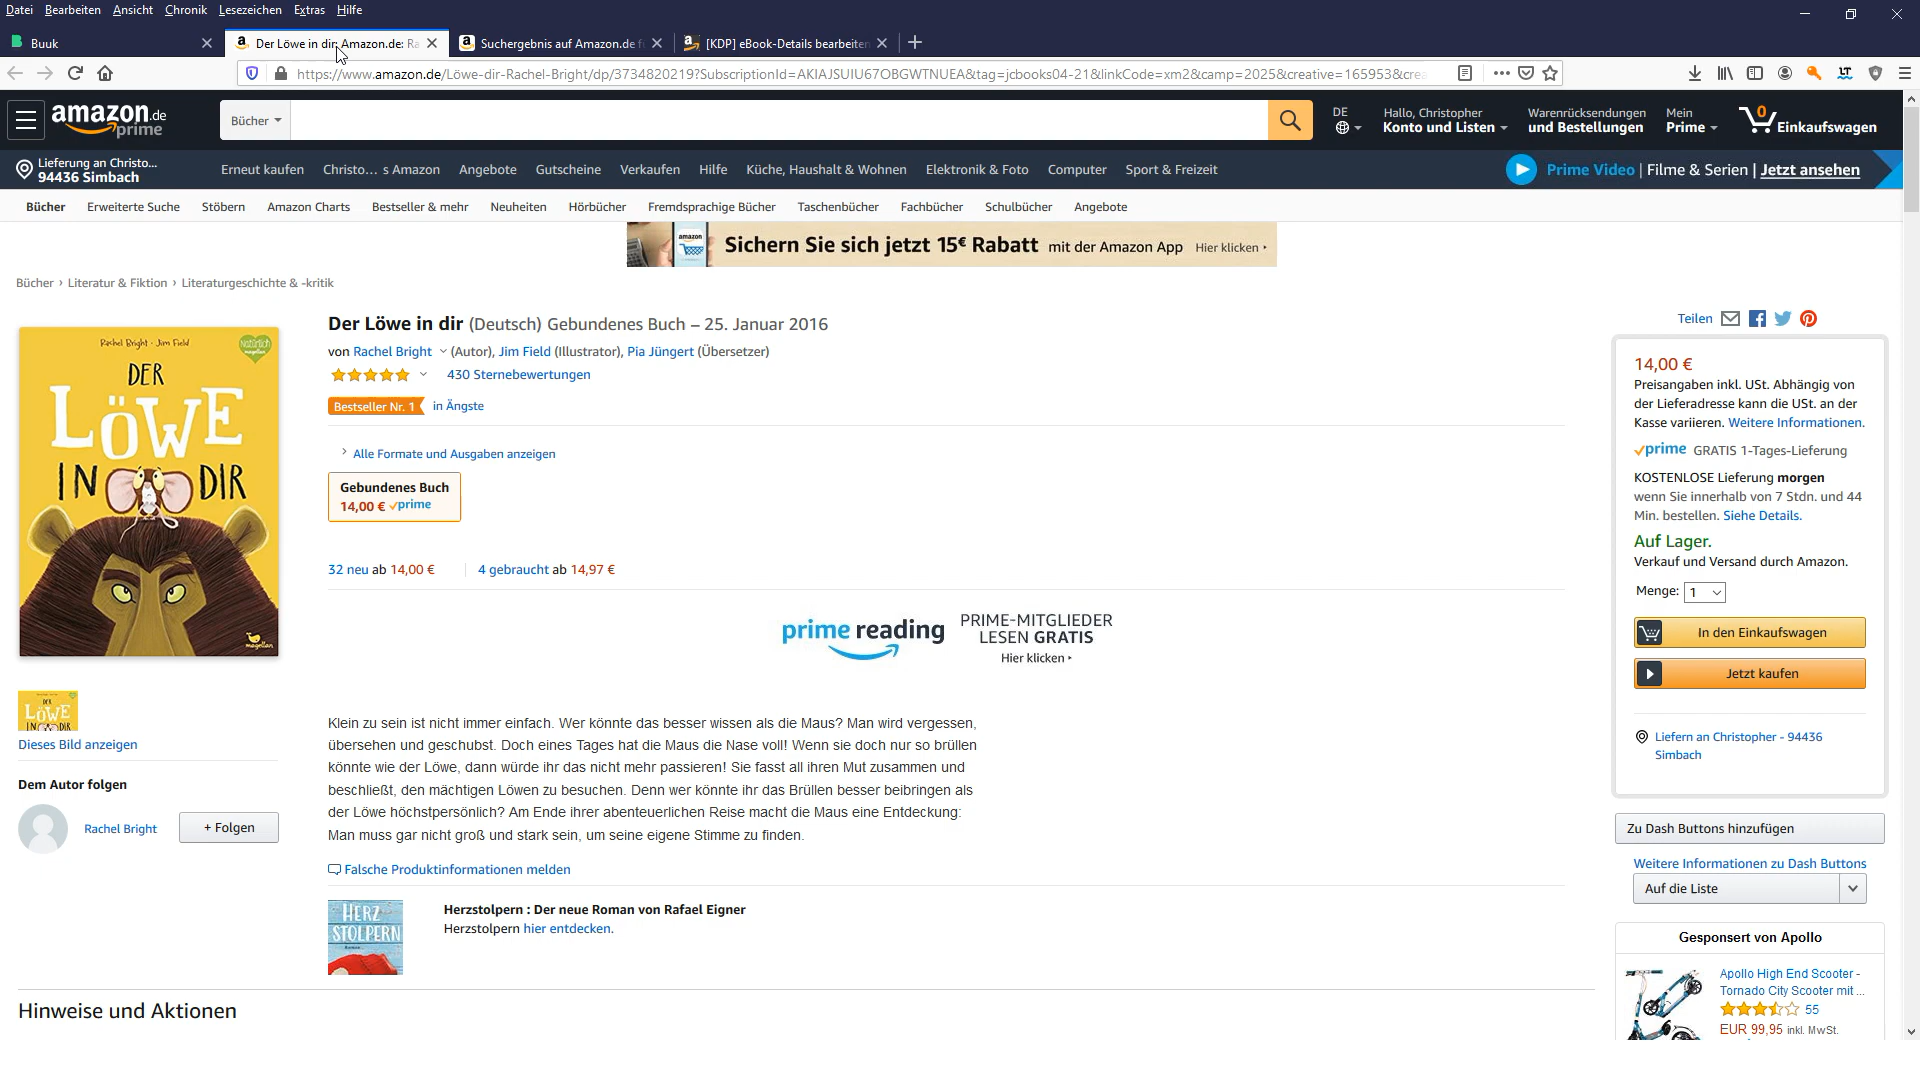 Datei Bearbeiten Ansicht Chronik Lesezeichen Extras Hilfe
Buuk
Der Löwe in dir: Amazon.de: Ra
Suchergebnis auf Amazon.de f
[KDP] eBook-Details bearbeiten
https://www.amazon.de/Löwe-dir-Rachel-Bright/dp/3734820219?SubscriptionId=AKIAJSUIU67OBGWTNUEA&tag=jcbooks04-21&linkCode=xm2&camp=2025&creative=165953&crea
amazon.de
prime
Bücher
DE
Hallo, Christopher
Konto und Listen
Warenrücksendungen
und Bestellungen
Mein
Prime
0
Einkaufswagen
Lieferung an Christo...
94436 Simbach
Erneut kaufen Christo... s Amazon Angebote Gutscheine Verkaufen Hilfe Küche, Haushalt & Wohnen Elektronik & Foto Computer Sport & Freizeit
Prime Video | Filme & Serien | Jetzt ansehen
Bücher Erweiterte Suche Stöbern Amazon Charts Bestseller & mehr Neuheiten Hörbücher Fremdsprachige Bücher Taschenbücher Fachbücher Schulbücher Angebote
amazon
Sichern Sie sich jetzt 15€ Rabatt mit der Amazon App Hier klicken ▸
Bücher › Literatur & Fiktion › Literaturgeschichte & -kritik
Rachel Bright · Jim Field
Natürlich
magellan
DER
LÖWE
IN DIR
magellan
Dieses Bild anzeigen
Dem Autor folgen
Rachel Bright
+ Folgen
Der Löwe in dir (Deutsch) Gebundenes Buch – 25. Januar 2016
von Rachel Bright (Autor), Jim Field (Illustrator), Pia Jüngert (Übersetzer)
430 Sternebewertungen
Bestseller Nr. 1 in Ängste
› Alle Formate und Ausgaben anzeigen
Gebundenes Buch
14,00 € prime
32 neu ab 14,00 €
4 gebraucht ab 14,97 €
prime reading
PRIME-MITGLIEDER
LESEN GRATIS
Hier klicken ▸
Klein zu sein ist nicht immer einfach. Wer könnte das besser wissen als die Maus? Man wird vergessen,
übersehen und geschubst. Doch eines Tages hat die Maus die Nase voll! Wenn sie doch nur so brüllen
könnte wie der Löwe, dann würde ihr das nicht mehr passieren! Sie fasst all ihren Mut zusammen und
beschließt, den mächtigen Löwen zu besuchen. Denn wer könnte ihr das Brüllen besser beibringen als
der Löwe höchstpersönlich? Am Ende ihrer abenteuerlichen Reise macht die Maus eine Entdeckung:
Man muss gar nicht groß und stark sein, um seine eigene Stimme zu finden.
Falsche Produktinformationen melden
HERZ
STOLPERN
Herzstolpern : Der neue Roman von Rafael Eigner
Herzstolpern hier entdecken.
Hinweise und Aktionen
Teilen
14,00 €
Preisangaben inkl. USt. Abhängig von
der Lieferadresse kann die USt. an der
Kasse variieren. Weitere Informationen.
prime GRATIS 1-Tages-Lieferung
KOSTENLOSE Lieferung morgen
wenn Sie innerhalb von 7 Stdn. und 44
Min. bestellen. Siehe Details.
Auf Lager.
Verkauf und Versand durch Amazon.
Menge: 1
In den Einkaufswagen
Jetzt kaufen
Liefern an Christopher - 94436
Simbach
Zu Dash Buttons hinzufügen
Weitere Informationen zu Dash Buttons
Auf die Liste
Gesponsert von Apollo
Apollo High End Scooter -
Tornado City Scooter mit ...
55
EUR 99,95 inkl. MwSt.